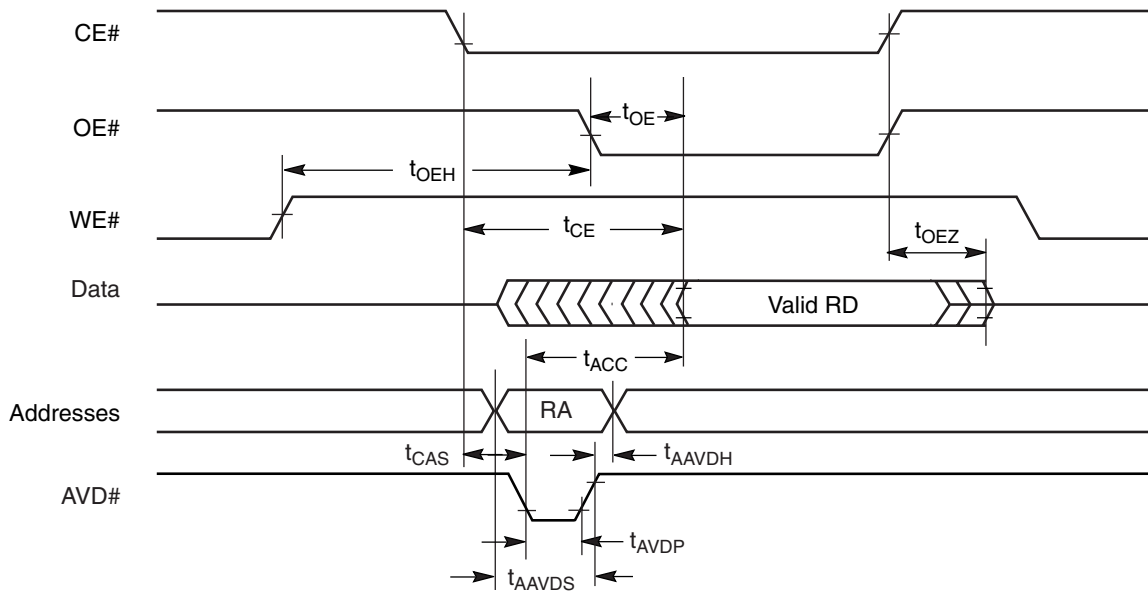 CE#
OE#
tOE
tOEH
WE#
tCE
tOEZ
Data
Valid RD
tACC
Addresses
RA
tCAS
tAAVDH
AVD#
tAVDP
tAAVDS